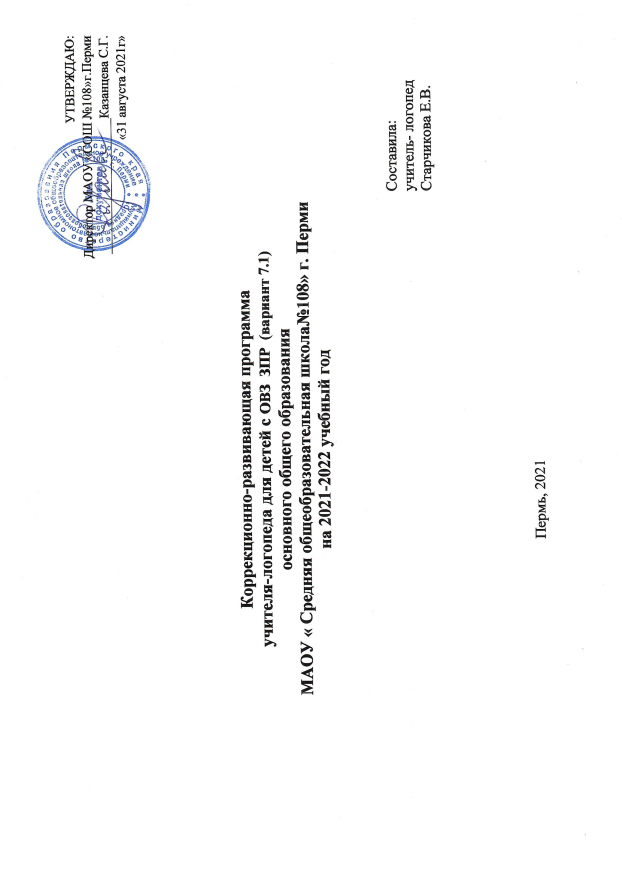 УТВЕРЖДАЮ:
Директор МАОУ «СОШ №108»г.Перми
Казанцева С.Г.
«31 августа 2021г»
Коррекционно-развивающая программа
учителя-логопеда для детей с ОВЗ ЗПР (вариант 7.1)
основного общего образования
МАОУ « Средняя общеобразовательная школа№108» г. Перми
на 2021-2022 учебный год
Составила:
учитель- логопед
Старчикова Е.В.
Пермь, 2021